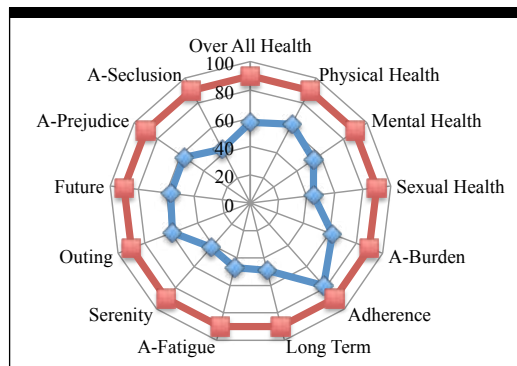 Over All Health
100
80
60
40
20
0
Physical Health
Mental Health
Sexual Health
A-Burden
Adherence
Long Term
A-Fatigue
Serenity
Outing
Future
A-Prejudice
A-Seclusion